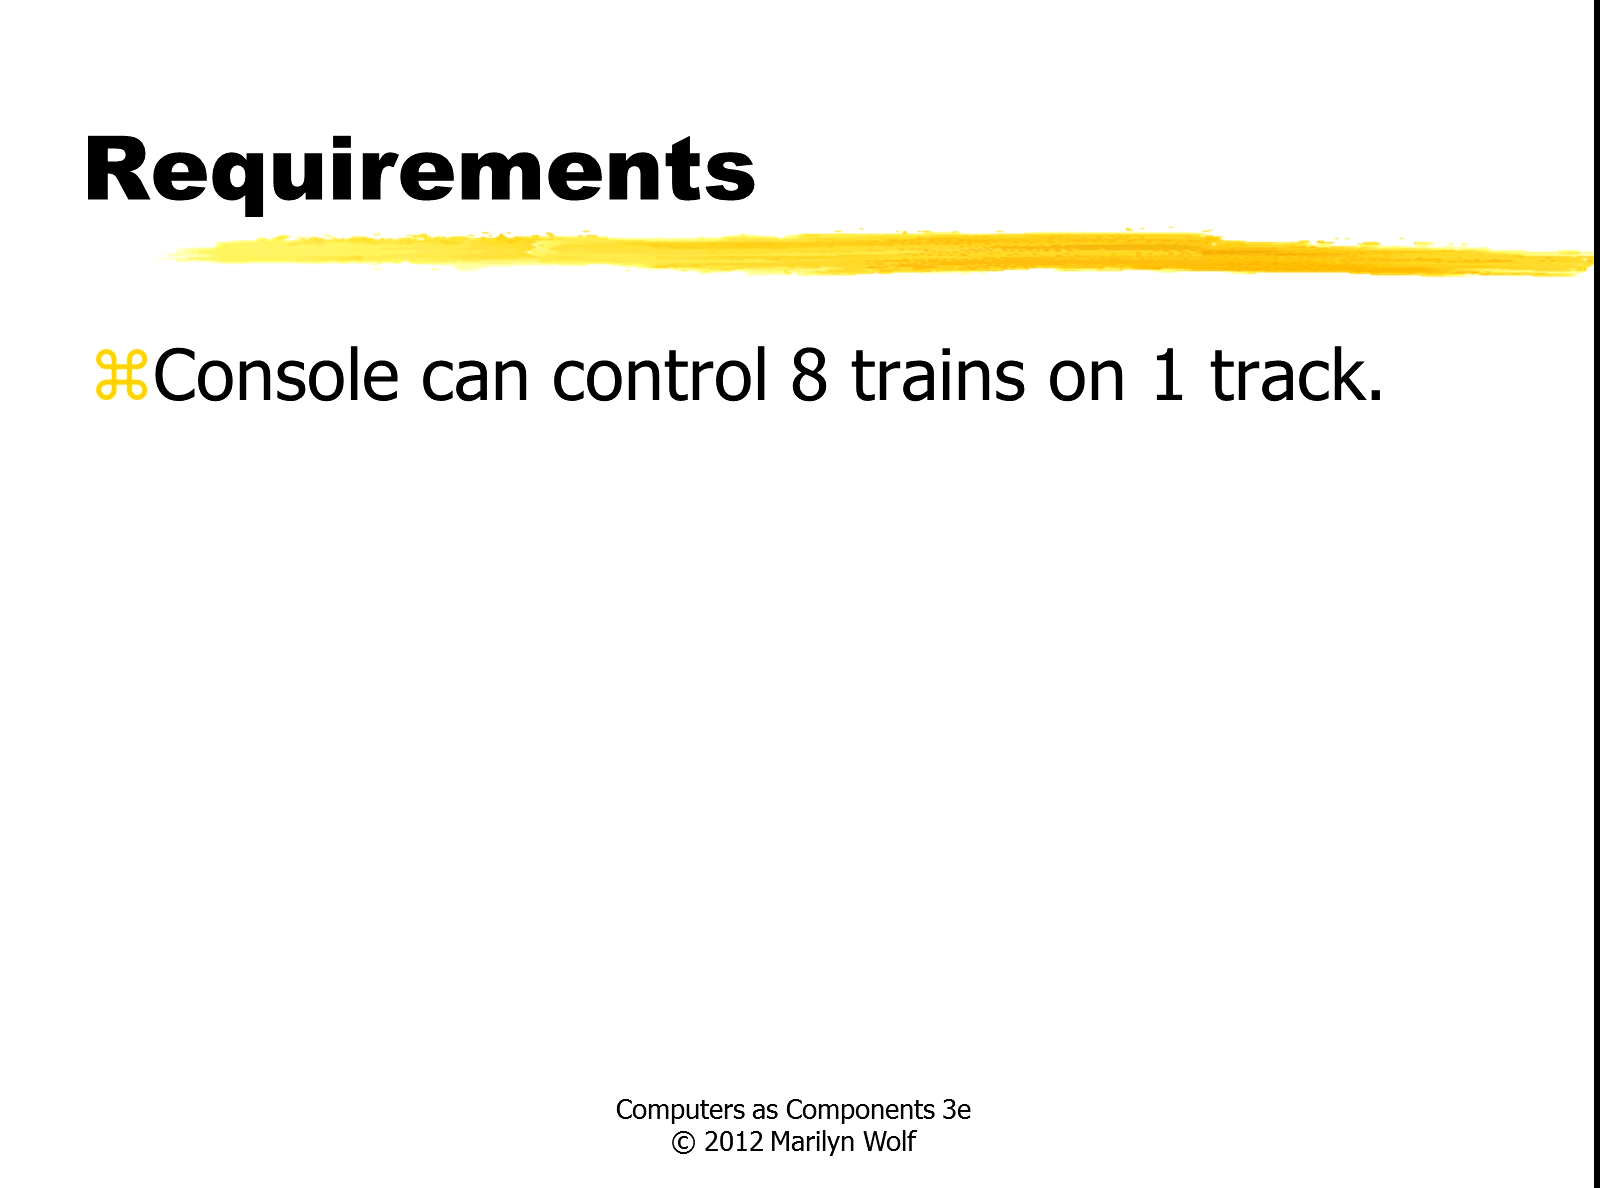 Requirements
⌘Console can control 8 trains on 1 track.
Computers as Components 3e
© 2012 Marilyn Wolf